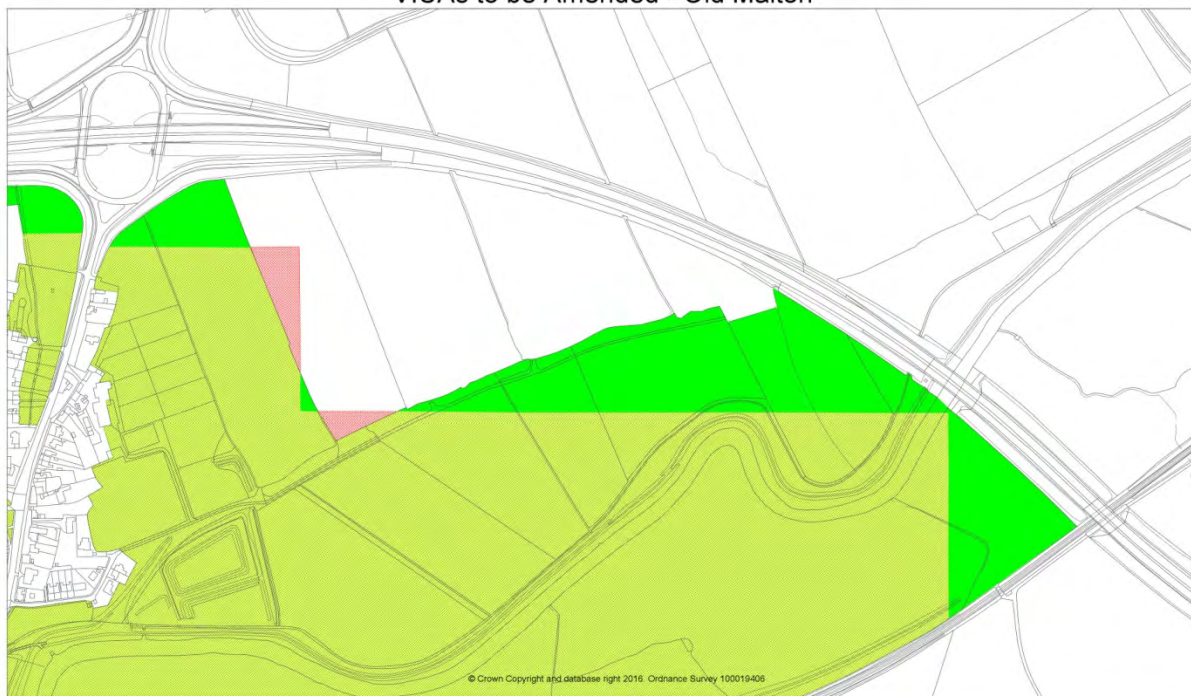 VIUAs to be Amended - Old Malton
© Crown Copyright and database right 2016. Ordnance Survey 100019406